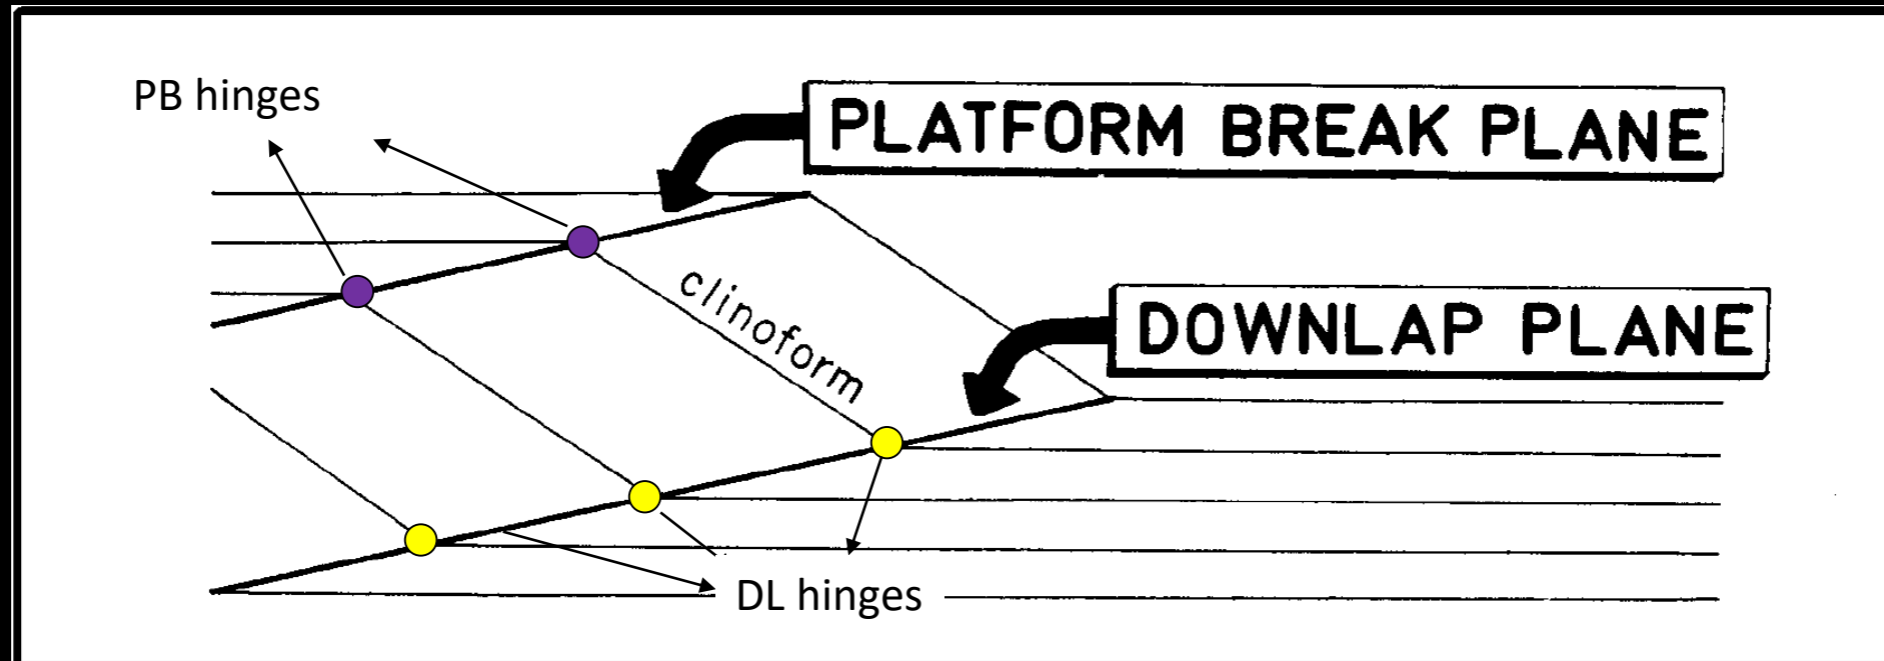 PB hinges
PLATFORM BREAK PLANE
clinoform
DOWNLAP PLANE
DL hinges